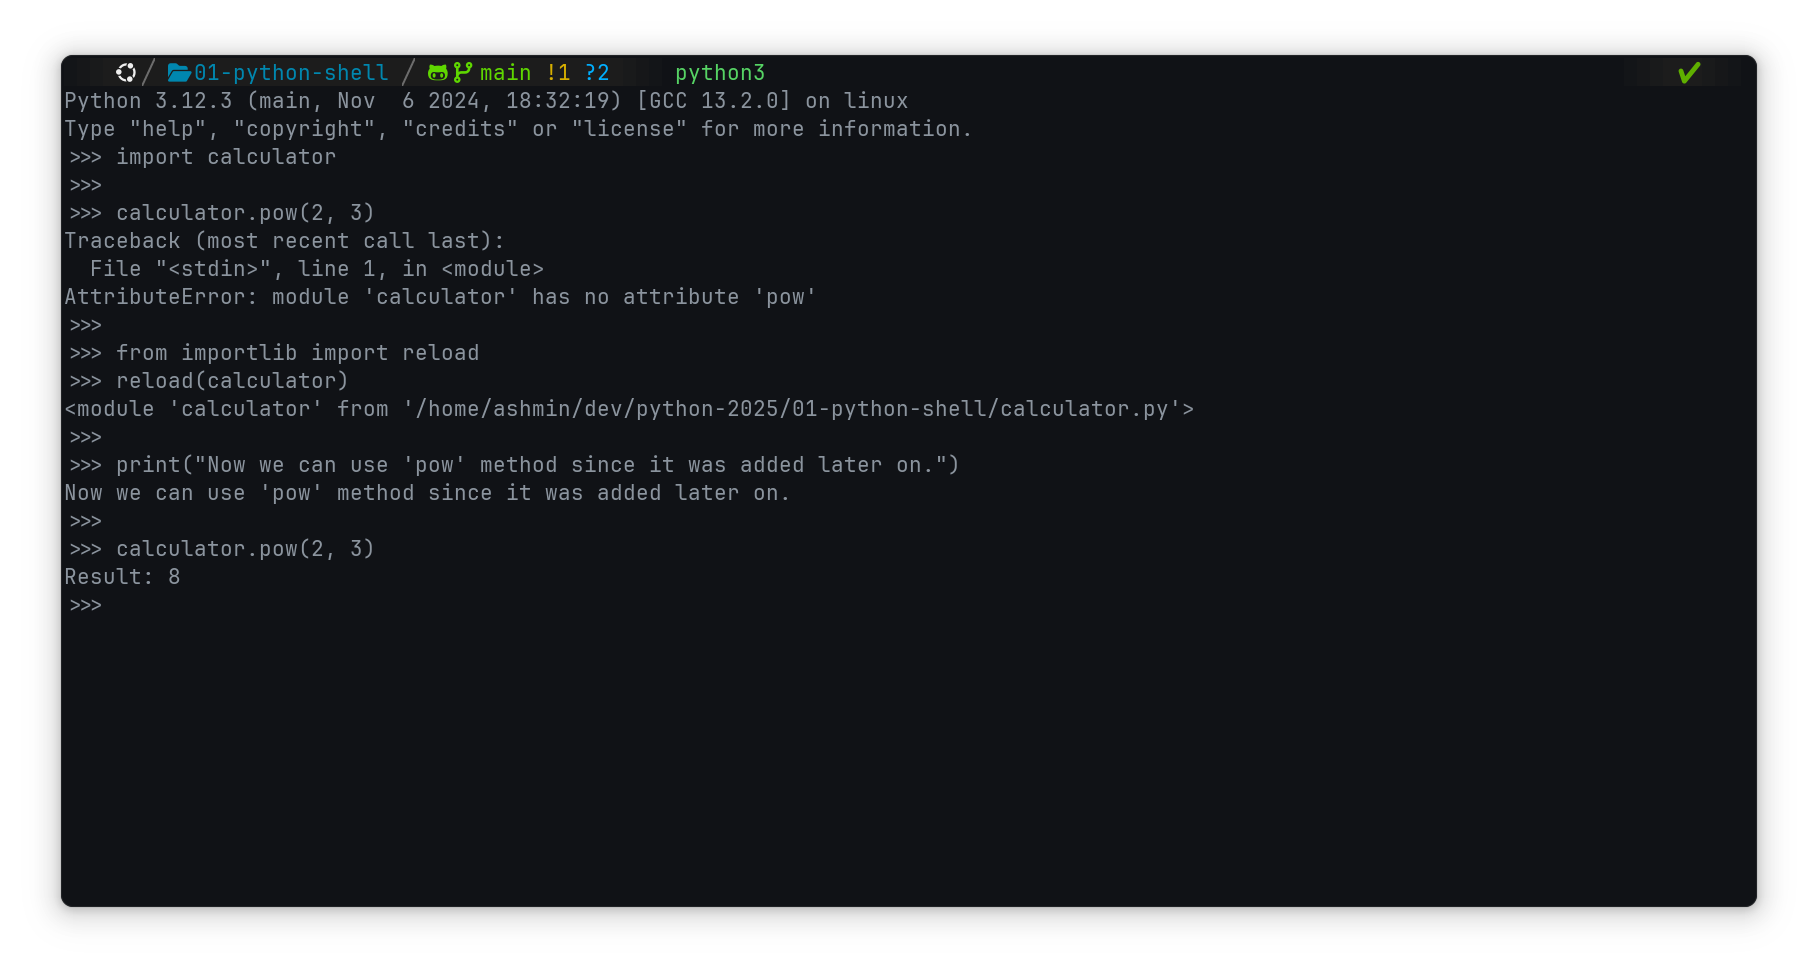 01-python-shell / main !1 ?2 python3 ✔
Python 3.12.3 (main, Nov  6 2024, 18:32:19) [GCC 13.2.0] on linux
Type "help", "copyright", "credits" or "license" for more information.
>>> import calculator
>>>
>>> calculator.pow(2, 3)
Traceback (most recent call last):
  File "<stdin>", line 1, in <module>
AttributeError: module 'calculator' has no attribute 'pow'
>>>
>>> from importlib import reload
>>> reload(calculator)
<module 'calculator' from '/home/ashmin/dev/python-2025/01-python-shell/calculator.py'>
>>>
>>> print("Now we can use 'pow' method since it was added later on.")
Now we can use 'pow' method since it was added later on.
>>>
>>> calculator.pow(2, 3)
Result: 8
>>>